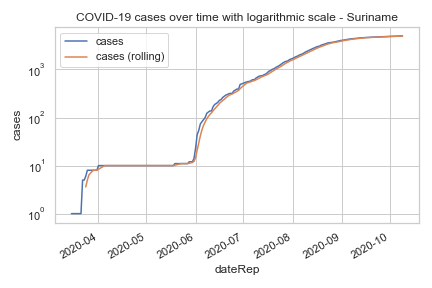 COVID-19 cases over time with logarithmic scale - Suriname
cases
cases (rolling)
10³
10²
10¹
10⁰
cases
2020-04
2020-05
2020-06
2020-07
2020-08
2020-09
2020-10
dateRep